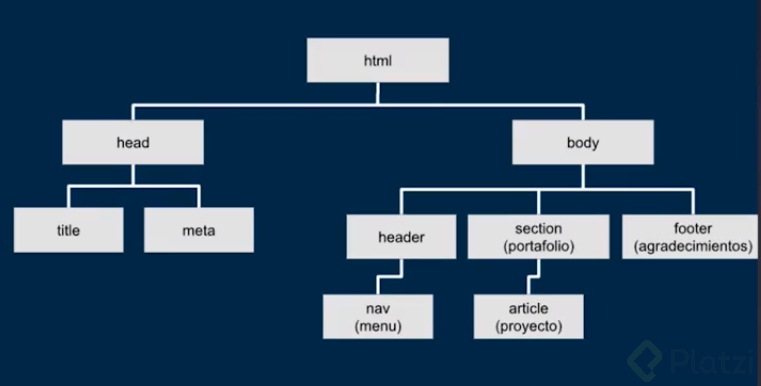 html
head
body
title
meta
header
section
(portafolio)
footer
(agradecimientos)
nav
(menu)
article
(proyecto)
Platzi